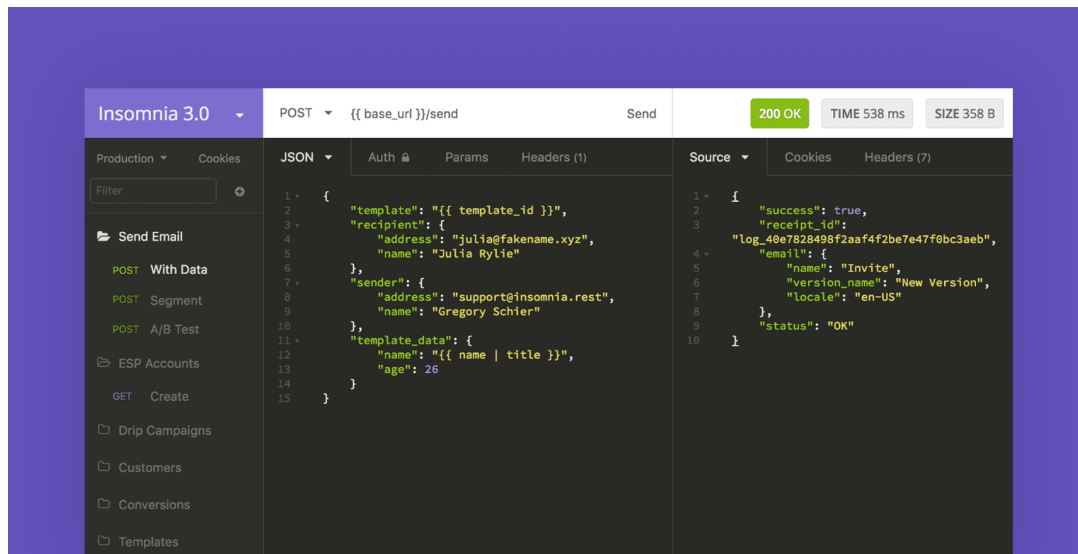 Insomnia 3.0
POST {{ base_url }}/send Send
200 OK TIME 538 ms SIZE 358 B
Production Cookies
Filter
Send Email
POST With Data
POST Segment
POST A/B Test
ESP Accounts
GET Create
Drip Campaigns
Customers
Conversions
Templates
JSON Auth Params Headers (1)
1 {
2 "template": "{{ template_id }}",
3 "recipient": {
4 "address": "julia@fakename.xyz",
5 "name": "Julia Rylie"
6 },
7 "sender": {
8 "address": "support@insomnia.rest",
9 "name": "Gregory Schier"
10 },
11 "template_data": {
12 "name": "{{ name | title }}",
13 "age": 26
14 }
15 }
Source Cookies Headers (7)
1 {
2 "success": true,
3 "receipt_id":
"log_40e7828498f2aaf4f2be7e47f0bc3aeb",
4 "email": {
5 "name": "Invite",
6 "version_name": "New Version",
7 "locale": "en-US"
8 },
9 "status": "OK"
10 }